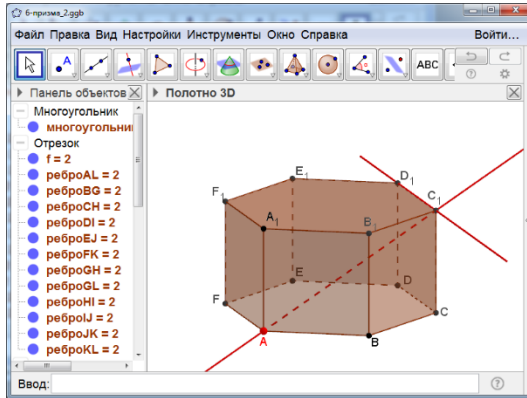 6-призма_2.ggb
Файл Правка Вид Настройки Инструменты Окно Справка Войти...
ABC
Панель объектов
Полотно 3D
Многоугольник
многоугольни
Отрезок
f = 2
реброAL = 2
реброBG = 2
реброCH = 2
реброDI = 2
реброEJ = 2
реброFK = 2
реброGH = 2
реброGL = 2
реброHI = 2
реброIJ = 2
реброJK = 2
реброKL = 2
E1
D1
F1
C1
A1
B1
E
D
F
C
A
B
Ввод: